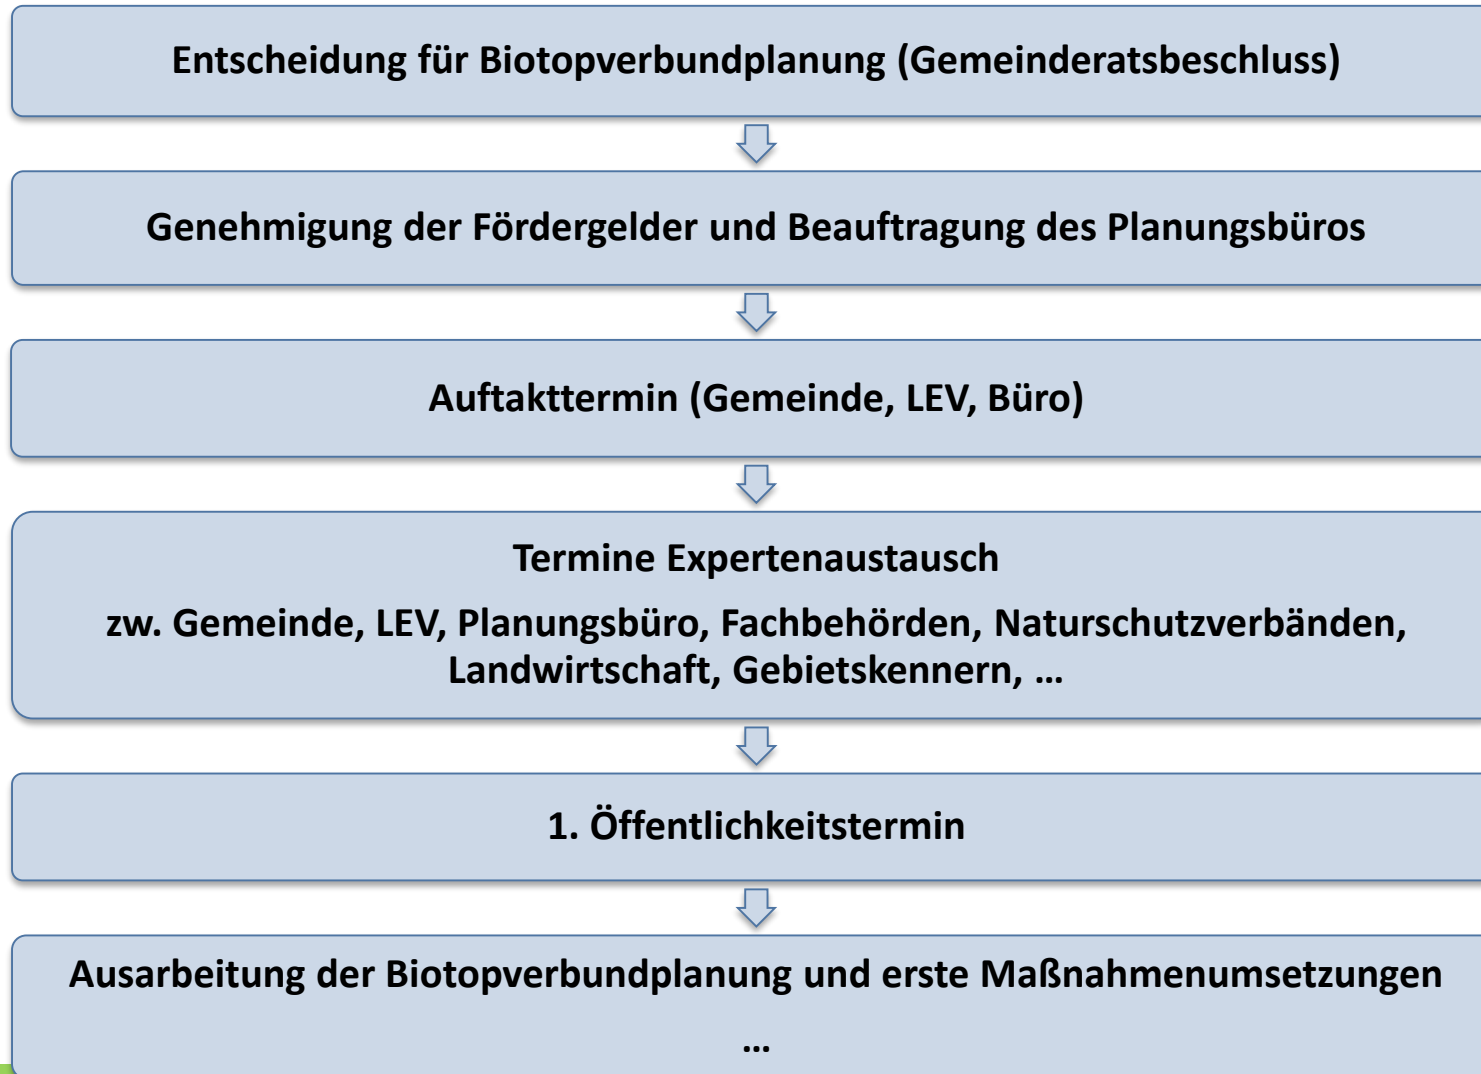 Entscheidung für Biotopverbundplanung (Gemeinderatsbeschluss)
Genehmigung der Fördergelder und Beauftragung des Planungsbüros
Auftakttermin (Gemeinde, LEV, Büro)
Termine Expertenaustausch
zw. Gemeinde, LEV, Planungsbüro, Fachbehörden, Naturschutzverbänden,
Landwirtschaft, Gebietskennern, ...
1. Öffentlichkeitstermin
Ausarbeitung der Biotopverbundplanung und erste Maßnahmenumsetzungen
...